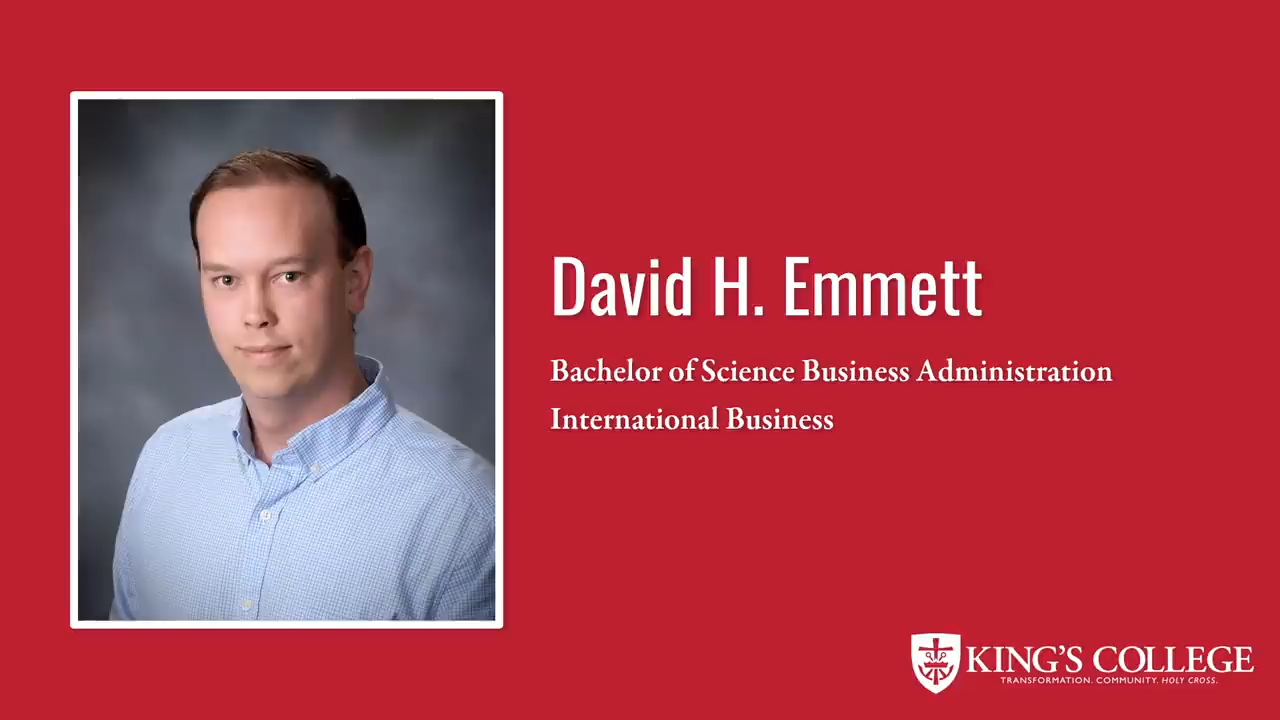 David H. Emmett
Bachelor of Science Business Administration
International Business
KING'S COLLEGE
TRANSFORMATION. COMMUNITY. HOLY CROSS.